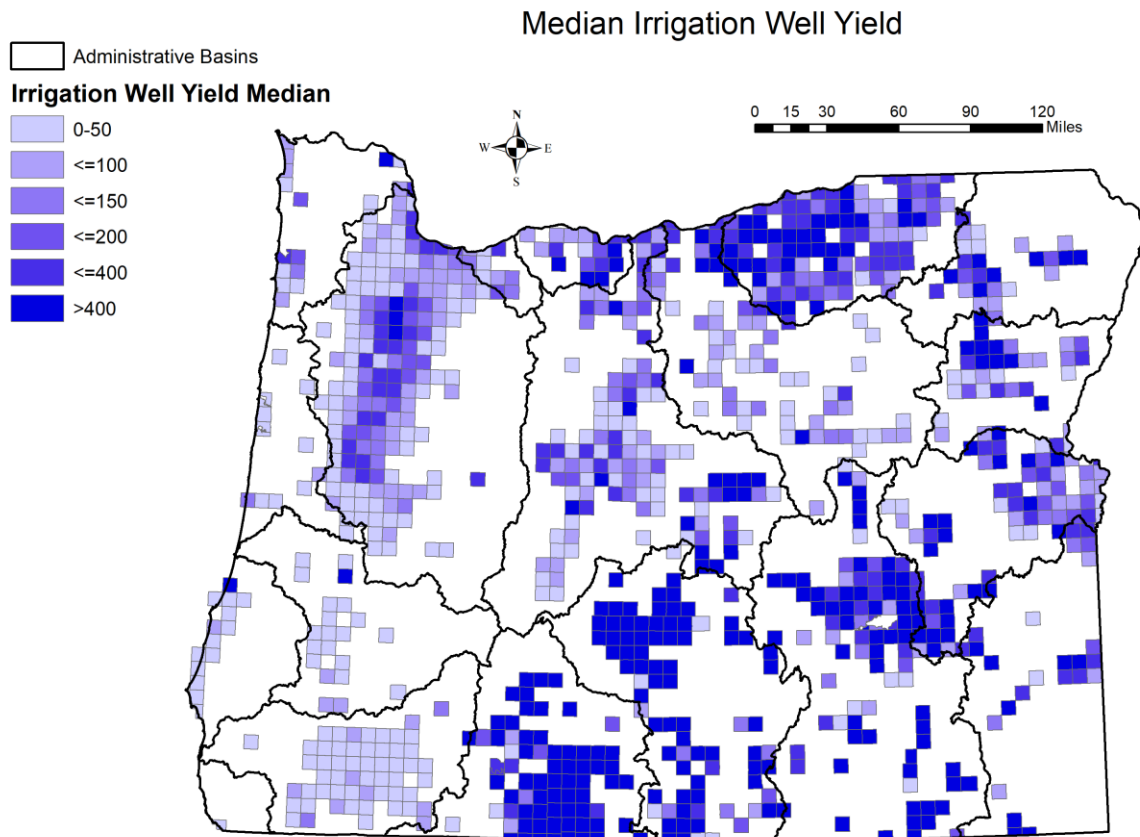 Median Irrigation Well Yield
Administrative Basins
Irrigation Well Yield Median
0-50
<=100
<=150
<=200
<=400
>400
N
W E
S
0 15 30 60 90 120
Miles